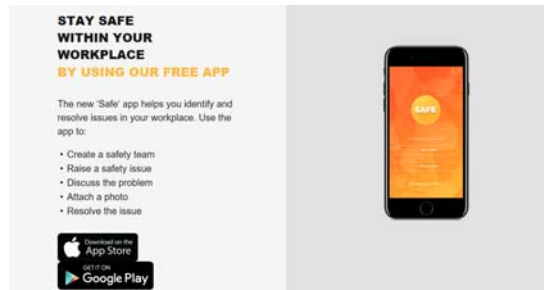 STAY SAFE
WITHIN YOUR
WORKPLACE
BY USING OUR FREE APP
The new 'Safe' app helps you identify and
resolve issues in your workplace. Use the
app to:
• Create a safety team
• Raise a safety issue
• Discuss the problem
• Attach a photo
• Resolve the issue
Download on the
App Store
GET IT ON
Google Play
SAFE